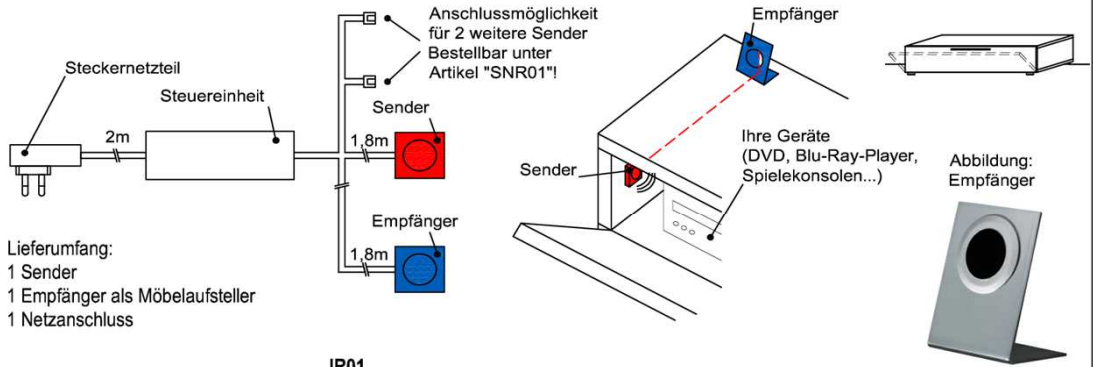 Anschlussmöglichkeit
für 2 weitere Sender
Bestellbar unter
Artikel "SNR01"!
Steckernetzteil
Steuereinheit
2m
Sender
1,8m
Empfänger
1,8m
Lieferumfang:
1 Sender
1 Empfänger als Möbelaufsteller
1 Netzanschluss
Empfänger
Sender
Ihre Geräte
(DVD, Blu-Ray-Player,
Spielekonsolen...)
Abbildung:
Empfänger
IR01